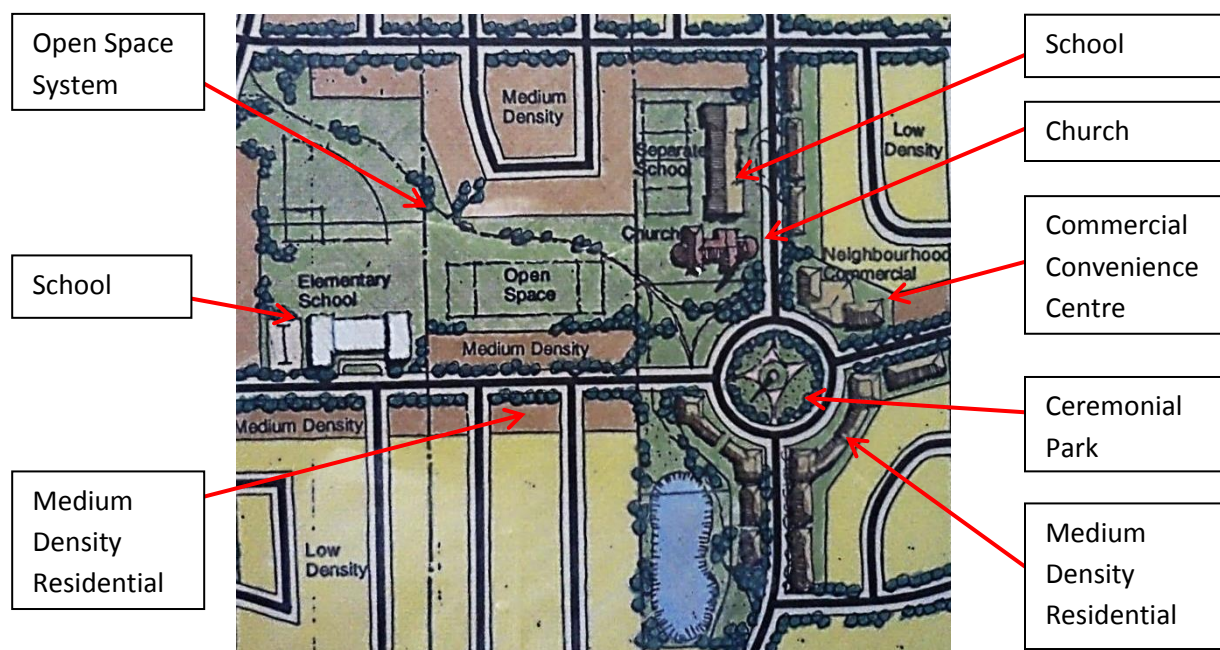 Open Space
System
School
Medium
Density
Residential
School
Church
Commercial
Convenience
Centre
Ceremonial
Park
Medium
Density
Residential
Medium
Density
Separate
School
Low
Density
Church
Neighbourhood
Commercial
Elementary
School
Open
Space
Medium Density
Medium Density
Low
Density